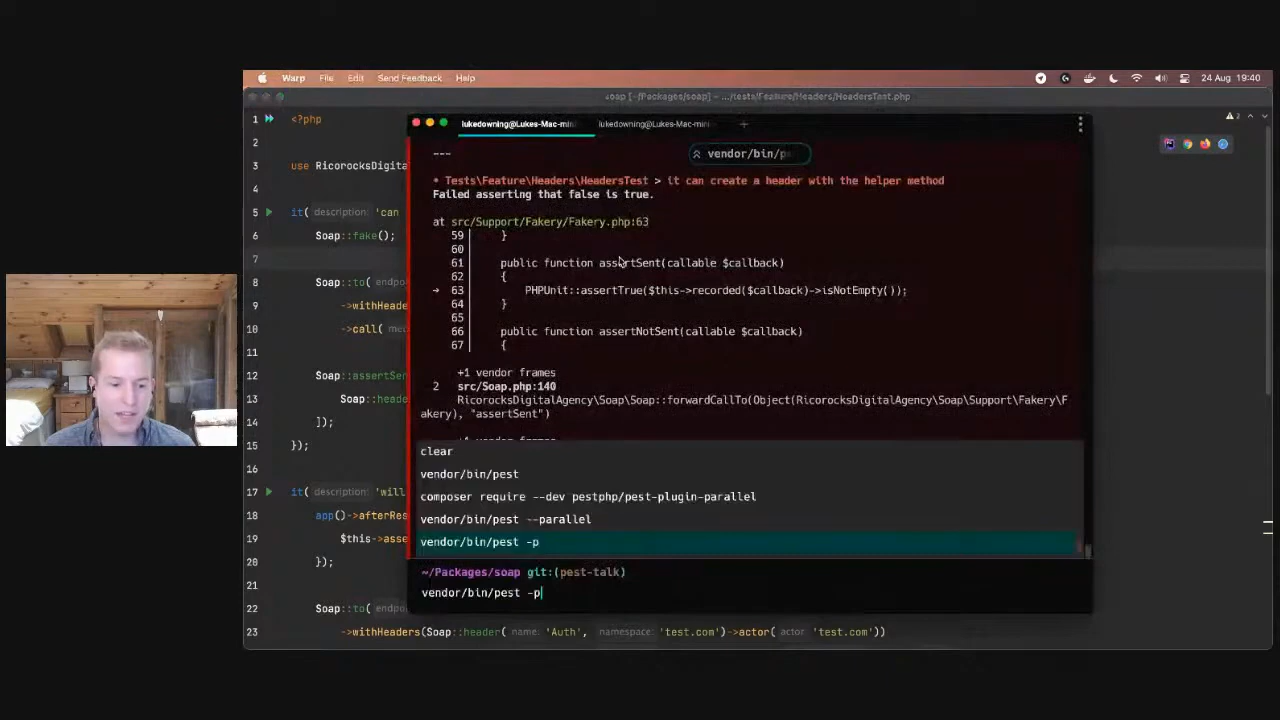 Warp File Edit Send Feedback Help 24 Aug 19:40
soap [~/Packages/soap] – .../tests/Feature/Headers/HeadersTest.php
1 <?php
2
3 use RicorocksDigita
4
5 it( description: 'can
6 Soap::fake();
7
8 Soap::to( endpo
9 ->withHeade
10 ->call( me
11
12 Soap::assertSen
13 Soap::heade
14 ]);
15 });
16
17 it( description: 'will
18 app()->afterRes
19 $this->asse
20 });
21
22 Soap::to( endpo
23 ->withHeaders(Soap::header( name: 'Auth', namespace: 'test.com')->actor( actor: 'test.com'))
2
lukedowning@Lukes-Mac-mini
lukedowning@Lukes-Mac-mini
+
---
vendor/bin/p
• Tests\Feature\Headers\HeadersTest > it can create a header with the helper method
Failed asserting that false is true.
at src/Support/Fakery/Fakery.php:63
59 }
60
61 public function assertSent(callable $callback)
62 {
→ 63 PHPUnit::assertTrue($this->recorded($callback)->isNotEmpty());
64 }
65
66 public function assertNotSent(callable $callback)
67 {
+1 vendor frames
2 src/Soap.php:140
RicorocksDigitalAgency\Soap\Soap::forwardCallTo(Object(RicorocksDigitalAgency\Soap\Support\Fakery\F
akery), "assertSent")
+1 vendor frames
clear
vendor/bin/pest
composer require --dev pestphp/pest-plugin-parallel
vendor/bin/pest --parallel
vendor/bin/pest -p
~/Packages/soap git:(pest-talk)
vendor/bin/pest -p